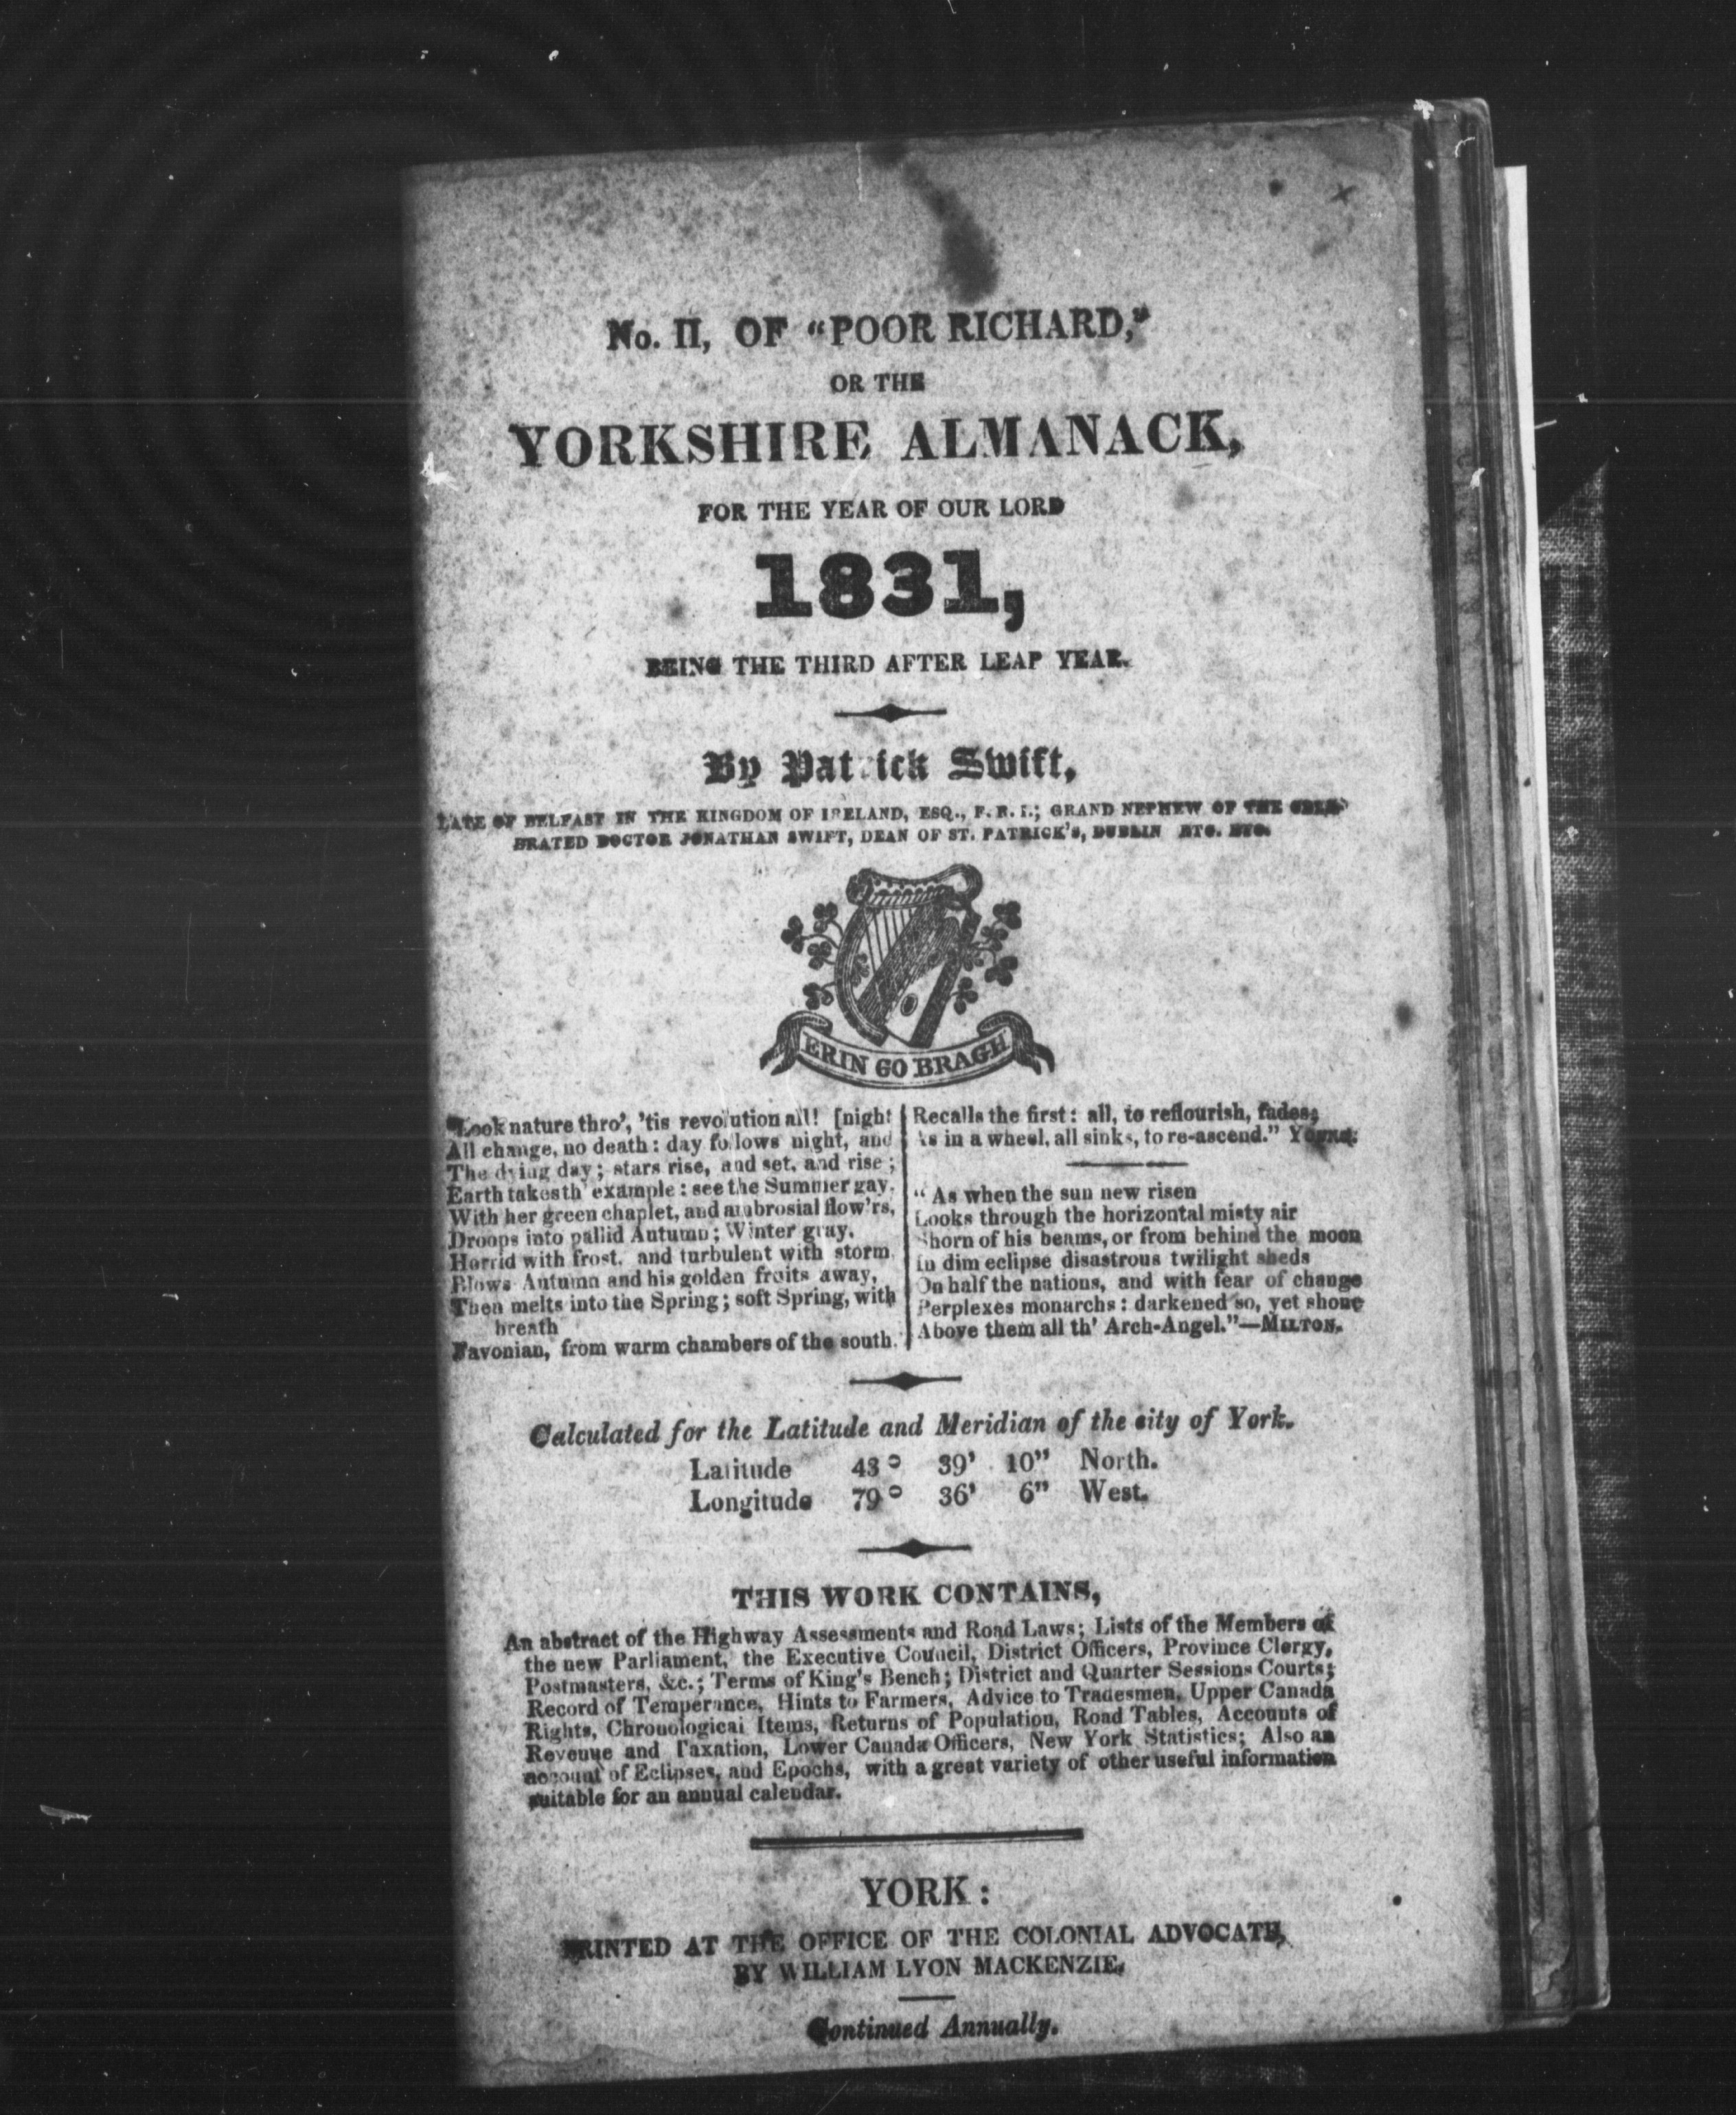 No. II, OF "POOR RICHARD,"
OR THE
YORKSHIRE ALMANACK,
FOR THE YEAR OF OUR LORD
1831,
BEING THE THIRD AFTER LEAP YEAR.
By Patrick Swift,
LATE OF BELFAST IN THE KINGDOM OF IRELAND, ESQ., F. R. I.; GRAND NEPHEW OF THE CELE-
BRATED DOCTOR JONATHAN SWIFT, DEAN OF ST. PATRICK'S, DUBLIN ETC. ETC.
ERIN GO BRAGH
"Look nature thro', 'tis revolution all! [night
All change, no death: day follows night, and
The dying day; stars rise, and set, and rise;
Earth takes th' example: see the Summer gay,
With her green chaplet, and ambrosial flow'rs,
Droops into pallid Autumn; Winter gray,
Horrid with frost, and turbulent with storm,
Blows Autumn and his golden fruits away,
Then melts into the Spring; soft Spring, with
breath
Favonian, from warm chambers of the south.
Recalls the first: all, to reflourish, fades;
As in a wheel, all sinks, to re-ascend." YOUNG.
"As when the sun new risen
Looks through the horizontal misty air
Shorn of his beams, or from behind the moon
In dim eclipse disastrous twilight sheds
On half the nations, and with fear of change
Perplexes monarchs: darkened so, yet shone
Above them all th' Arch-Angel."—MILTON.
Calculated for the Latitude and Meridian of the city of York.
Latitude 43° 39' 10" North.
Longitude 79° 36' 6" West.
THIS WORK CONTAINS,
An abstract of the Highway Assessments and Road Laws; Lists of the Members of
the new Parliament, the Executive Council, District Officers, Province Clergy,
Postmasters, &c.; Terms of King's Bench; District and Quarter Sessions Courts;
Record of Temperance, Hints to Farmers, Advice to Tradesmen, Upper Canada
Rights, Chronological Items, Returns of Population, Road Tables, Accounts of
Revenue and Taxation, Lower Canada Officers, New York Statistics; Also an
account of Eclipses, and Epochs, with a great variety of other useful information
suitable for an annual calendar.
YORK:
PRINTED AT THE OFFICE OF THE COLONIAL ADVOCATE,
BY WILLIAM LYON MACKENZIE.
Continued Annually.